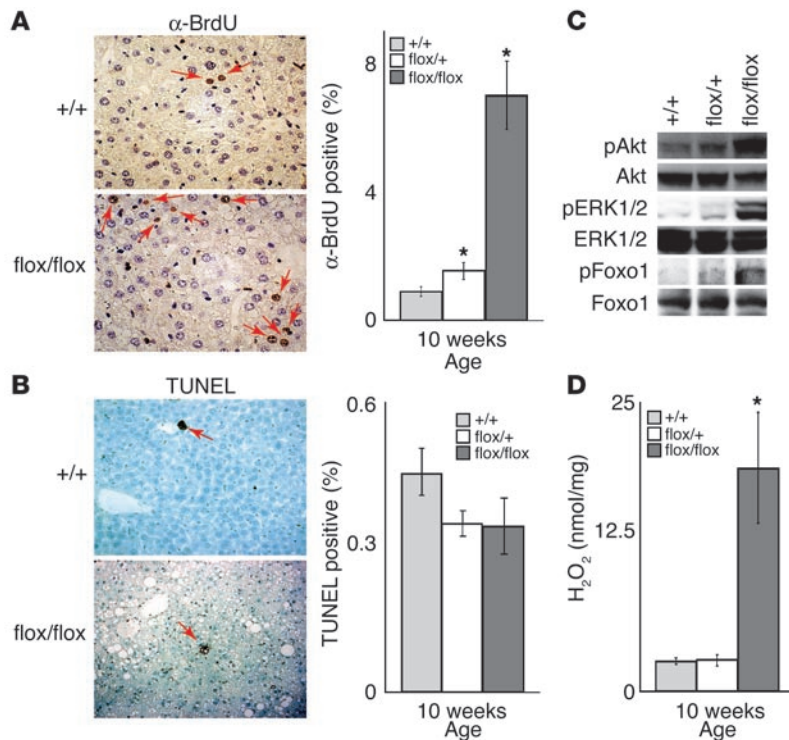 A
α-BrdU
+/+
flox/flox
α-BrdU positive (%)
8
4
0
+/+
flox/+
flox/flox
*
*
10 weeks
Age
B
TUNEL
+/+
flox/flox
TUNEL positive (%)
0.6
0.3
0
+/+
flox/+
flox/flox
10 weeks
Age
C
+/+
flox/+
flox/flox
pAkt
Akt
pERK1/2
ERK1/2
pFoxo1
Foxo1
D
H₂O₂ (nmol/mg)
25
12.5
0
+/+
flox/+
flox/flox
*
10 weeks
Age